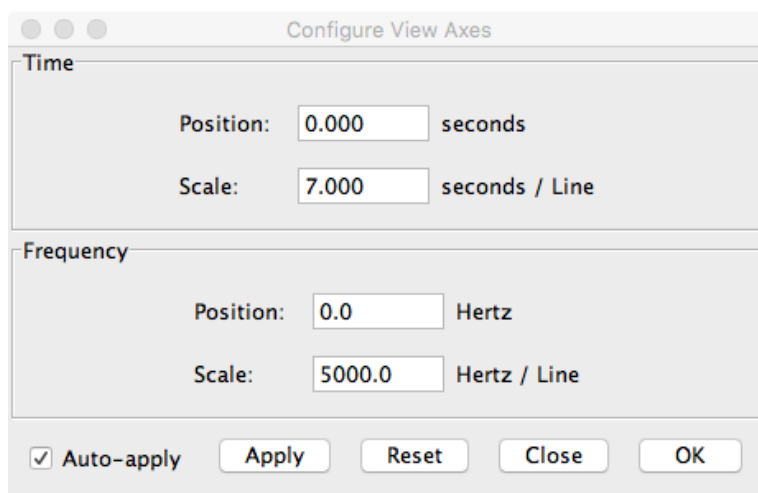 Configure View Axes
Time
Position: 0.000 seconds
Scale: 7.000 seconds / Line
Frequency
Position: 0.0 Hertz
Scale: 5000.0 Hertz / Line
Auto-apply Apply Reset Close OK